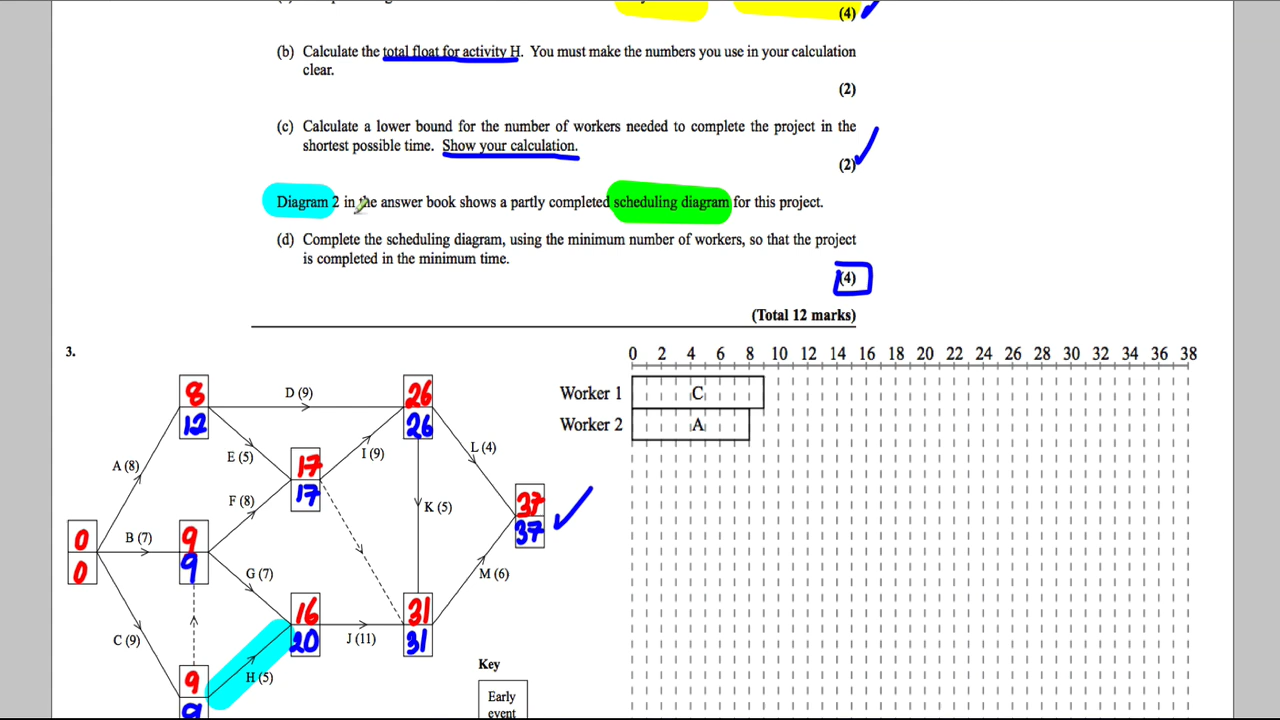 (4)
(b) Calculate the total float for activity H. You must make the numbers you use in your calculation
clear.
(2)
(c) Calculate a lower bound for the number of workers needed to complete the project in the
shortest possible time. Show your calculation.
(2)
Diagram 2 in the answer book shows a partly completed scheduling diagram for this project.
(d) Complete the scheduling diagram, using the minimum number of workers, so that the project
is completed in the minimum time.
(4)
(Total 12 marks)
3.
0 2 4 6 8 10 12 14 16 18 20 22 24 26 28 30 32 34 36 38
Worker 1 C
Worker 2 A
8
12
D (9)
26
26
A (8)
E (5)
I (9)
L (4)
17
17
F (8)
K (5)
37
37
0
0
B (7)
9
9
G (7)
M (6)
16
20
J (11)
31
31
C (9)
H (5)
9
9
Key
Early
event